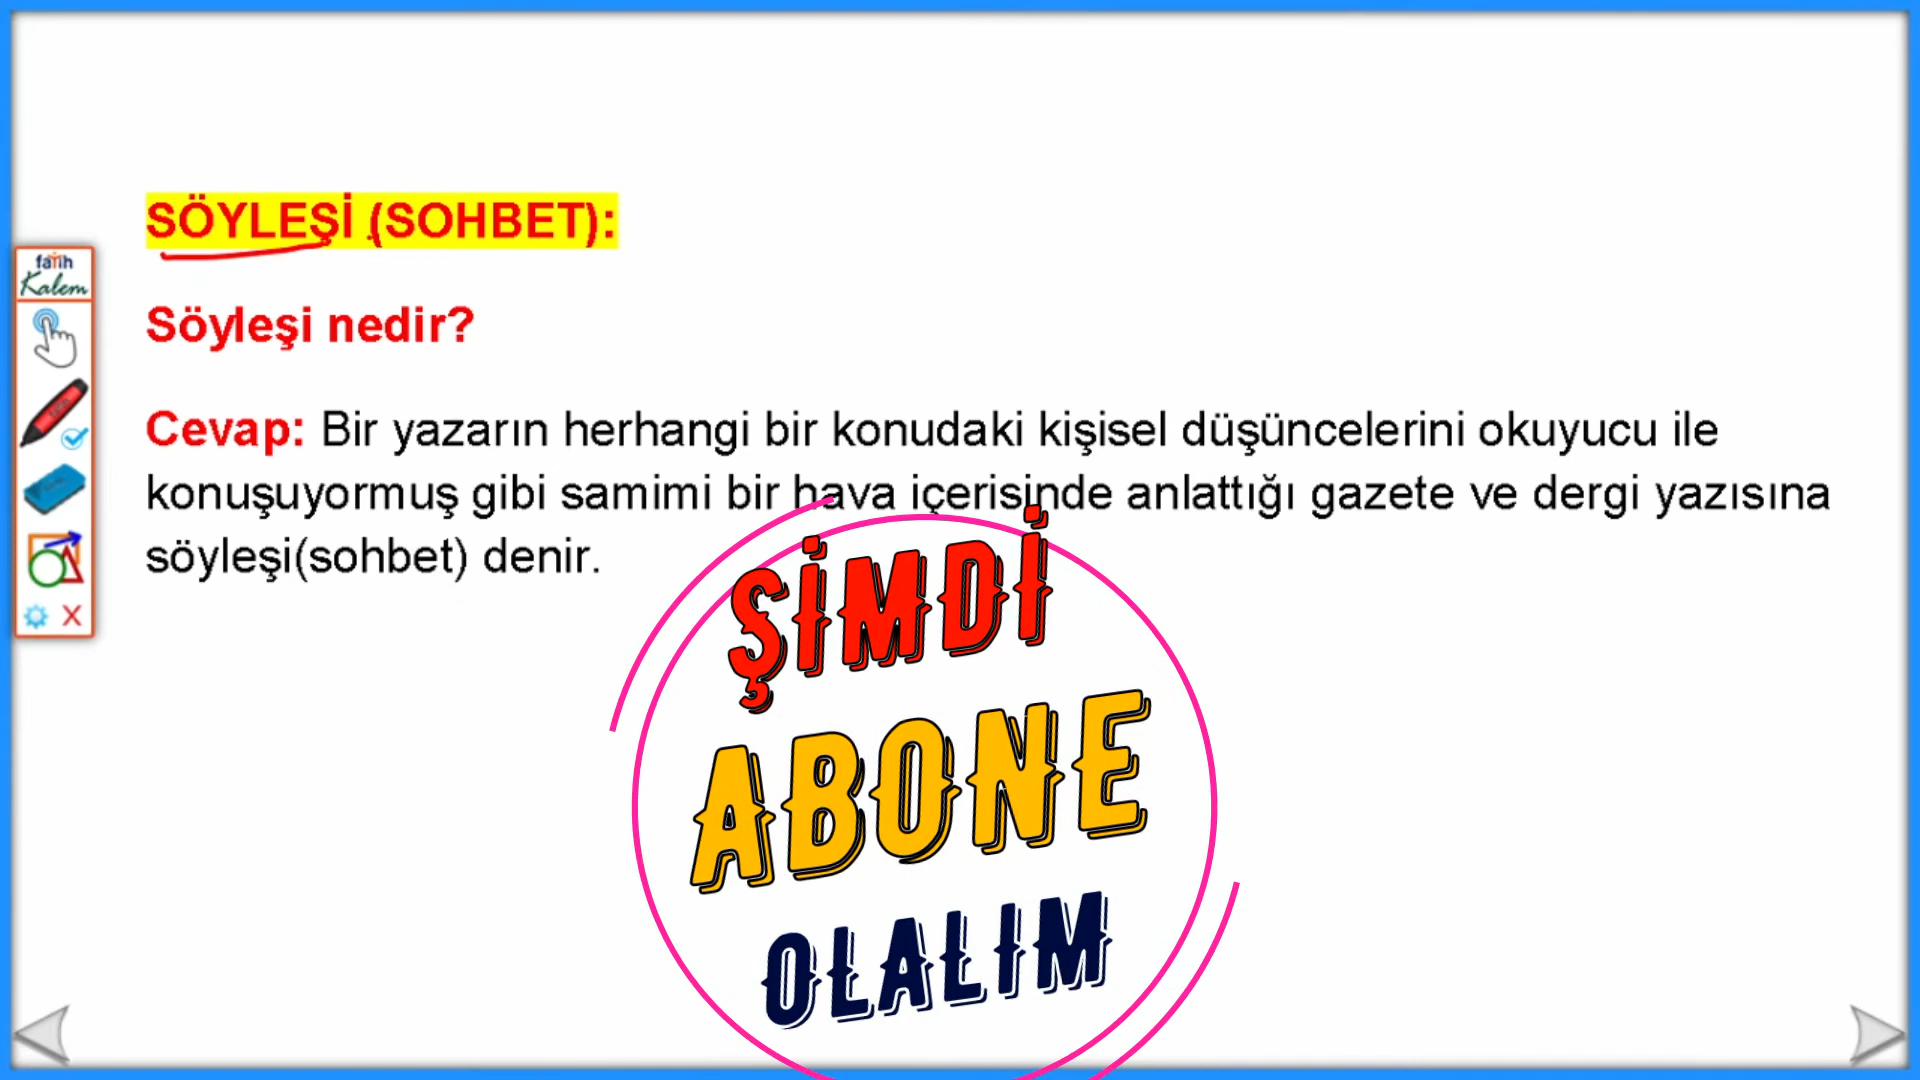 SÖYLEŞİ (SOHBET):
fatih
Kalem
Söyleşi nedir?
Cevap: Bir yazarın herhangi bir konudaki kişisel düşüncelerini okuyucu ile
konuşuyormuş gibi samimi bir hava içerisinde anlattığı gazete ve dergi yazısına
söyleşi(sohbet) denir.
ŞİMDİ
ABONE
OLALIM